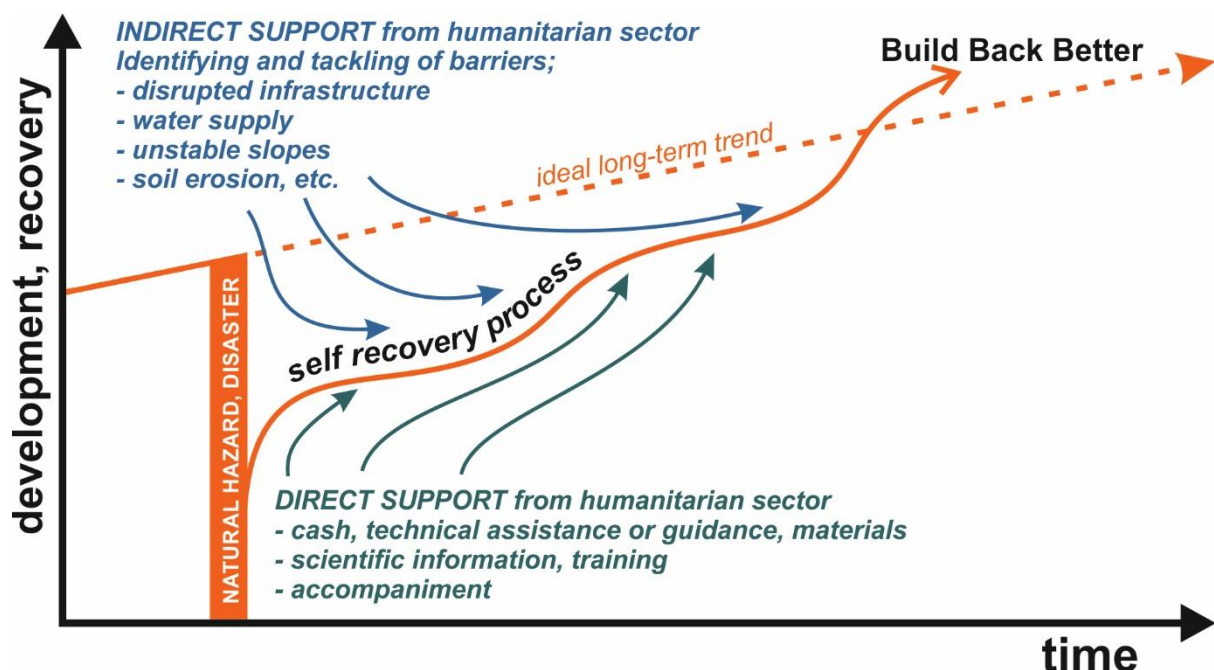 INDIRECT SUPPORT from humanitarian sector
Identifying and tackling of barriers;
- disrupted infrastructure
- water supply
- unstable slopes
- soil erosion, etc.
Build Back Better
ideal long-term trend
development, recovery
NATURAL HAZARD, DISASTER
self recovery process
DIRECT SUPPORT from humanitarian sector
- cash, technical assistance or guidance, materials
- scientific information, training
- accompaniment
time